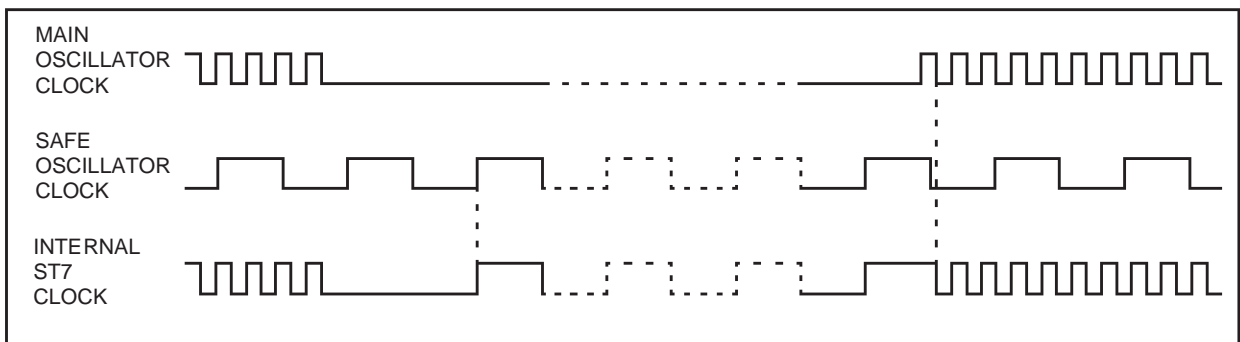 MAIN
OSCILLATOR
CLOCK
SAFE
OSCILLATOR
CLOCK
INTERNAL
ST7
CLOCK